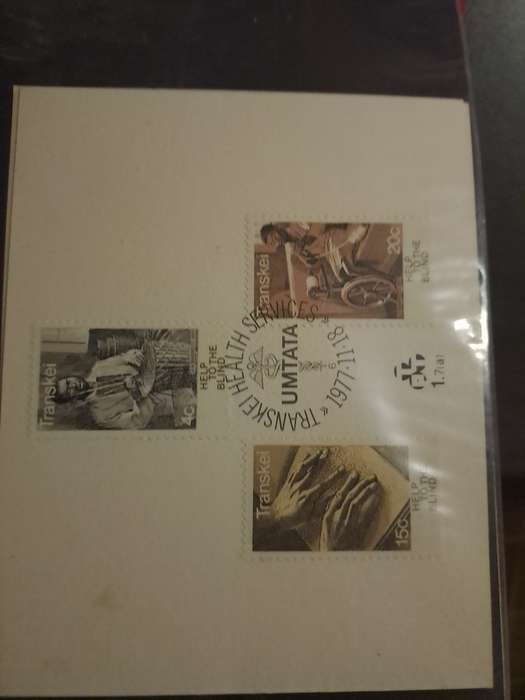 Transkei
4c
HELP
TO THE
BLIND
Transkei
20c
HELP
TO THE
BLIND
Transkei
15c
HELP
TO THE
BLIND
TRANSKEI HEALTH SERVICES
UMTATA
1977·11·18
1.7(a)